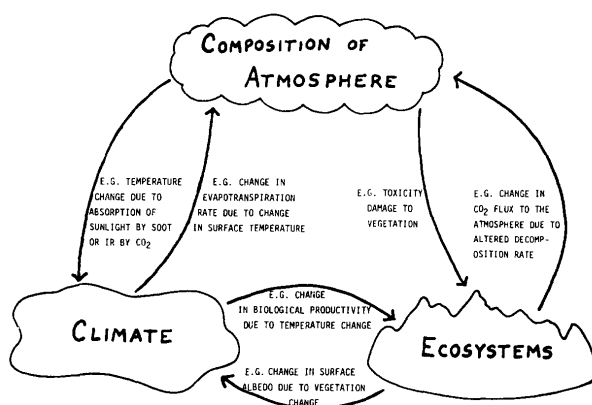 COMPOSITION OF
ATMOSPHERE
E.G. TEMPERATURE
CHANGE DUE TO
ABSORPTION OF
SUNLIGHT BY SOOT
OR IR BY CO2
E.G. CHANGE IN
EVAPOTRANSPIRATION
RATE DUE TO CHANGE
IN SURFACE TEMPERATURE
E.G. TOXICITY
DAMAGE TO
VEGETATION
E.G. CHANGE IN
CO2 FLUX TO THE
ATMOSPHERE DUE TO
ALTERED DECOMP-
OSITION RATE
CLIMATE
E.G. CHANGE
IN BIOLOGICAL PRODUCTIVITY
DUE TO TEMPERATURE CHANGE
ECOSYSTEMS
E.G. CHANGE IN SURFACE
ALBEDO DUE TO VEGETATION
CHANGE